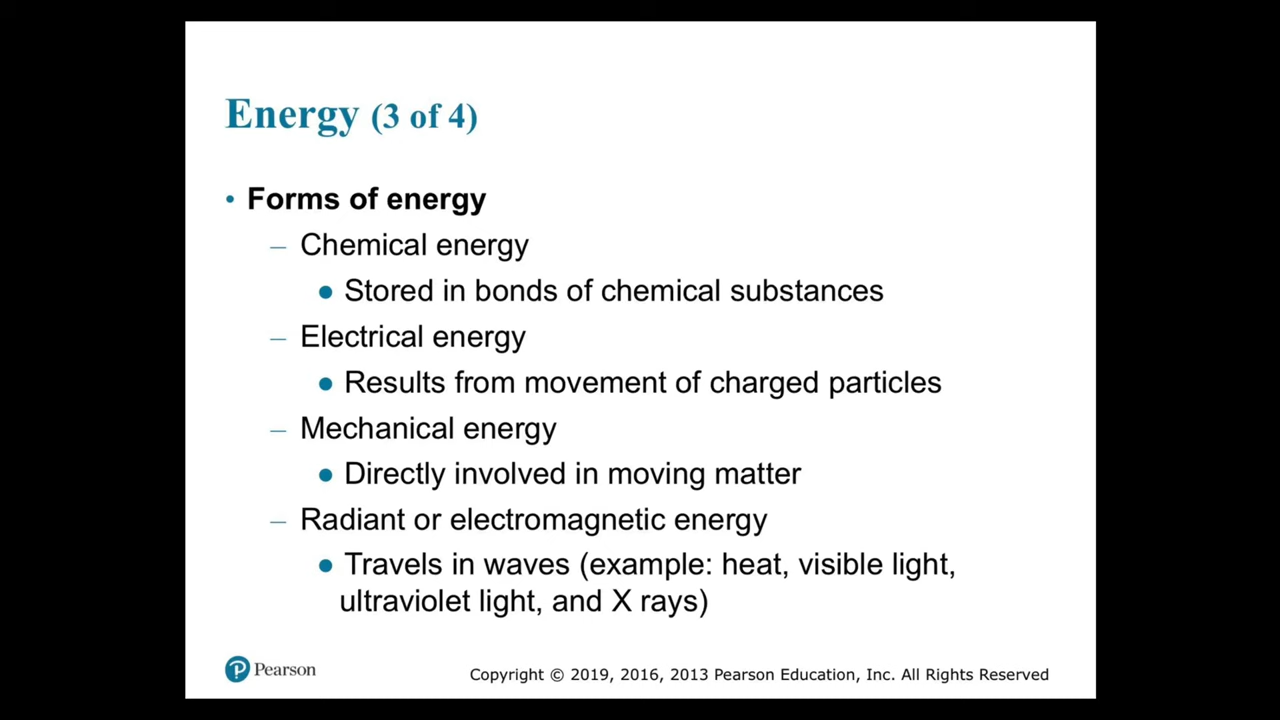 Energy (3 of 4)
• Forms of energy
– Chemical energy
● Stored in bonds of chemical substances
– Electrical energy
● Results from movement of charged particles
– Mechanical energy
● Directly involved in moving matter
– Radiant or electromagnetic energy
● Travels in waves (example: heat, visible light,
ultraviolet light, and X rays)
Pearson
Copyright © 2019, 2016, 2013 Pearson Education, Inc. All Rights Reserved